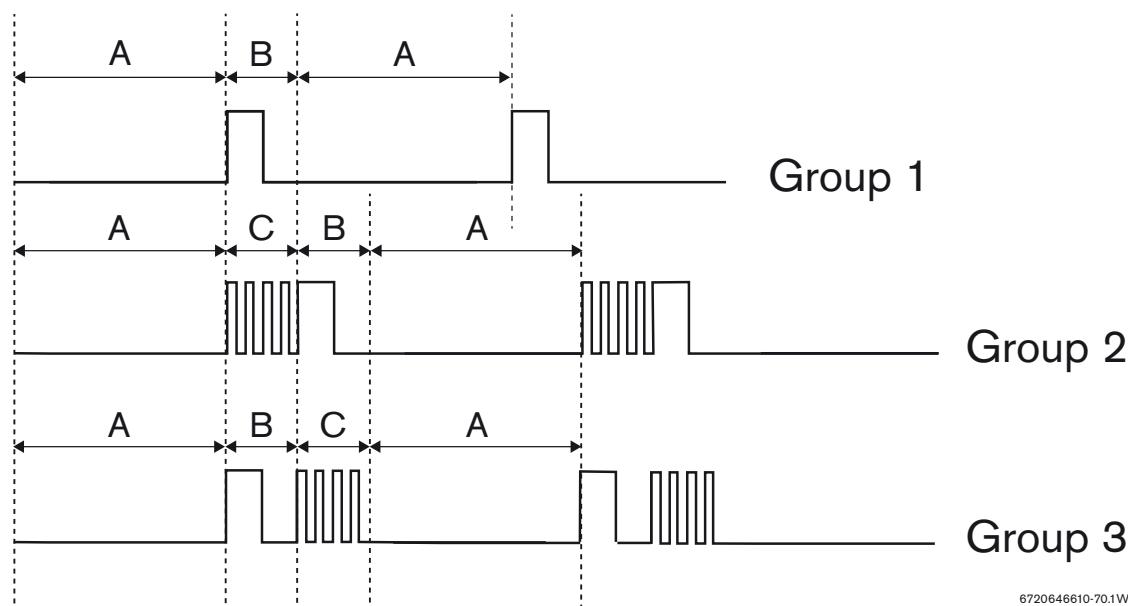 A B A
Group 1
A C B A
Group 2
A B C A
Group 3
6720646610-70.1W